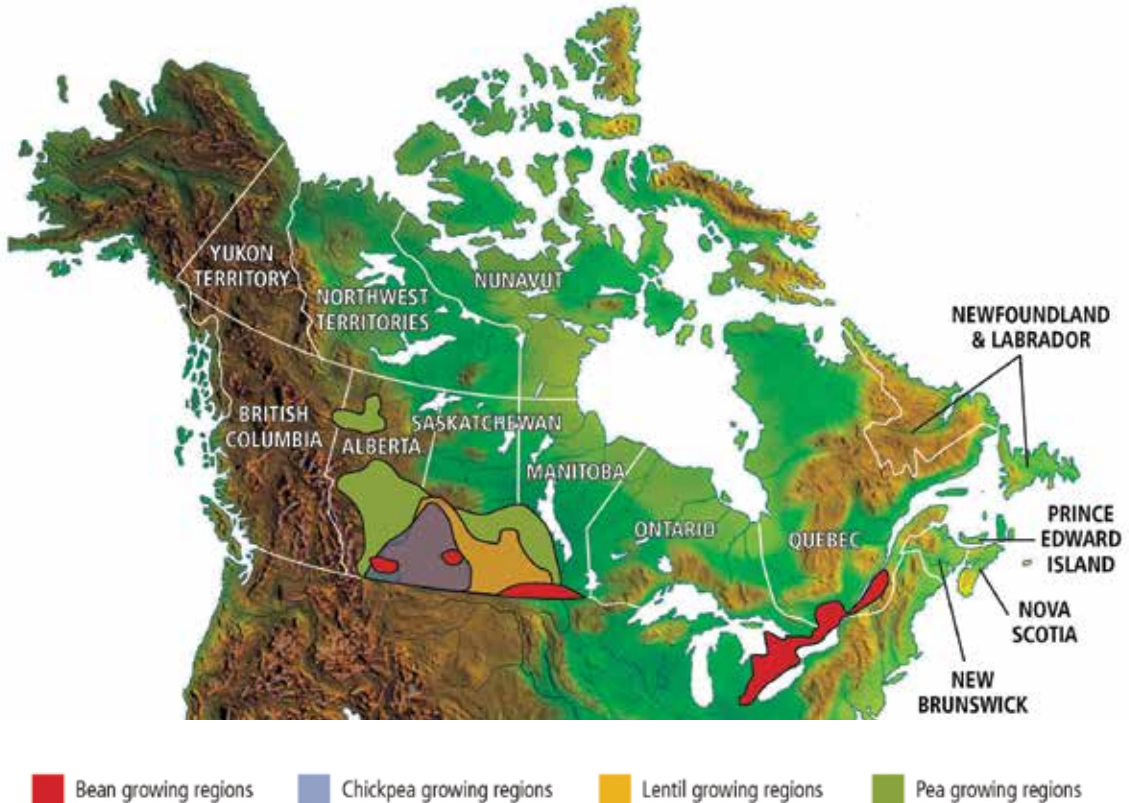 YUKON
TERRITORY
NORTHWEST
TERRITORIES
NUNAVUT
NEWFOUNDLAND
& LABRADOR
BRITISH
COLUMBIA
ALBERTA
SASKATCHEWAN
MANITOBA
ONTARIO
QUEBEC
PRINCE
EDWARD
ISLAND
NOVA
SCOTIA
NEW
BRUNSWICK
Bean growing regions
Chickpea growing regions
Lentil growing regions
Pea growing regions